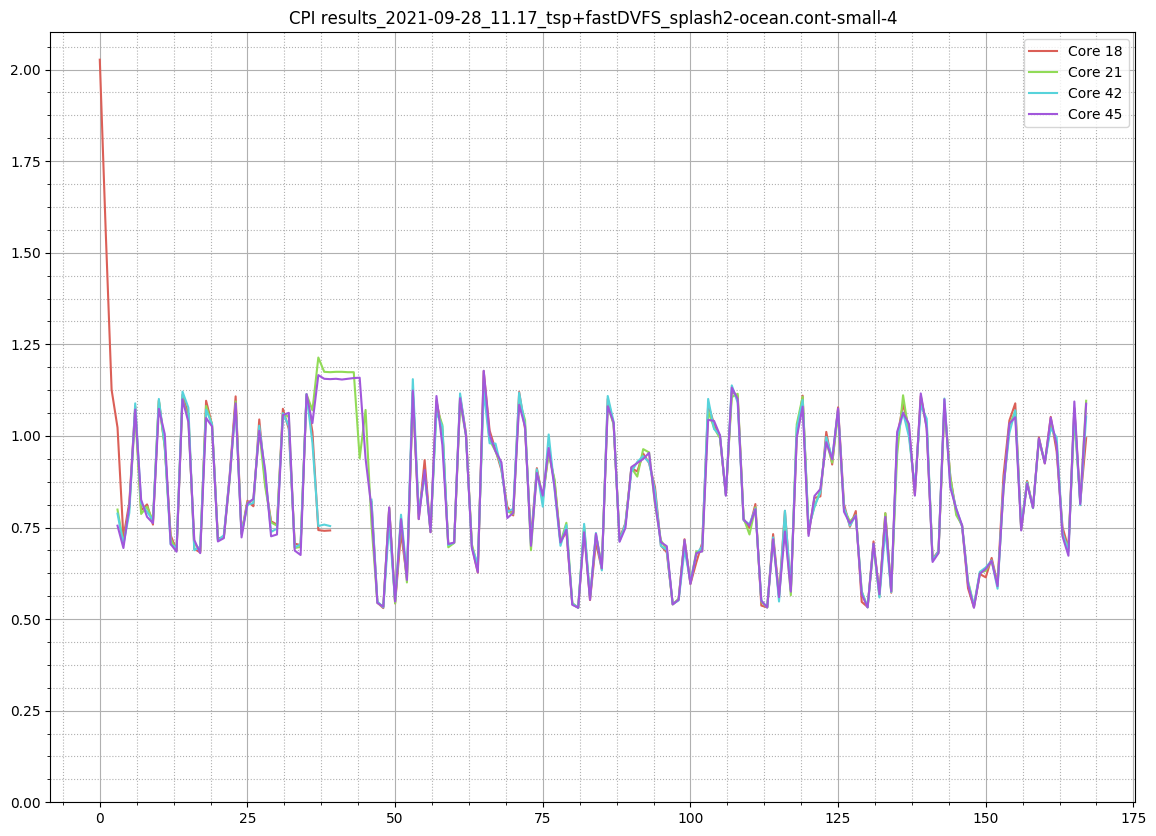 CPI results_2021-09-28_11.17_tsp+fastDVFS_splash2-ocean.cont-small-4
Core 18
Core 21
Core 42
Core 45
2.00
1.75
1.50
1.25
1.00
0.75
0.50
0.25
0.00
0 25 50 75 100 125 150 175